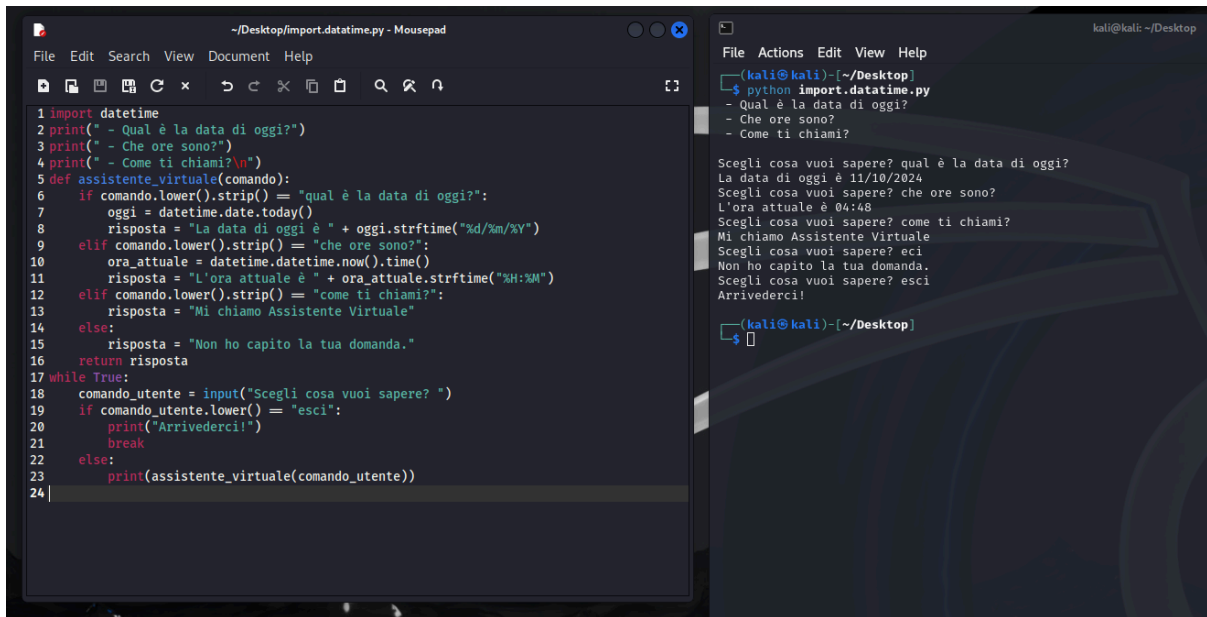 ~/Desktop/import.datatime.py - Mousepad
File Edit Search View Document Help
1 import datetime
2 print(" - Qual è la data di oggi?")
3 print(" - Che ore sono?")
4 print(" - Come ti chiami?\n")
5 def assistente_virtuale(comando):
6     if comando.lower().strip() == "qual è la data di oggi?":
7         oggi = datetime.date.today()
8         risposta = "La data di oggi è " + oggi.strftime("%d/%m/%Y")
9     elif comando.lower().strip() == "che ore sono?":
10         ora_attuale = datetime.datetime.now().time()
11         risposta = "L'ora attuale è " + ora_attuale.strftime("%H:%M")
12     elif comando.lower().strip() == "come ti chiami?":
13         risposta = "Mi chiamo Assistente Virtuale"
14     else:
15         risposta = "Non ho capito la tua domanda."
16     return risposta
17 while True:
18     comando_utente = input("Scegli cosa vuoi sapere? ")
19     if comando_utente.lower() == "esci":
20         print("Arrivederci!")
21         break
22     else:
23         print(assistente_virtuale(comando_utente))
24
kali@kali: ~/Desktop
File Actions Edit View Help
┌──(kali㉿kali)-[~/Desktop]
└─$ python import.datatime.py
 - Qual è la data di oggi?
 - Che ore sono?
 - Come ti chiami?
Scegli cosa vuoi sapere? qual è la data di oggi?
La data di oggi è 11/10/2024
Scegli cosa vuoi sapere? che ore sono?
L'ora attuale è 04:48
Scegli cosa vuoi sapere? come ti chiami?
Mi chiamo Assistente Virtuale
Scegli cosa vuoi sapere? eci
Non ho capito la tua domanda.
Scegli cosa vuoi sapere? esci
Arrivederci!
┌──(kali㉿kali)-[~/Desktop]
└─$